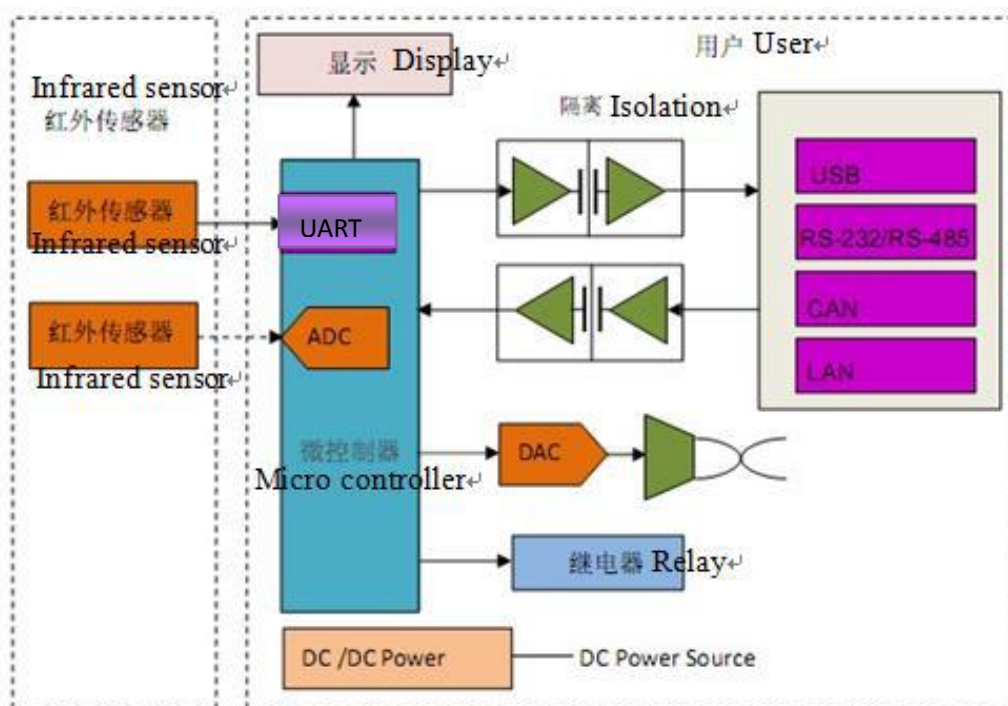 显示 Display↵
用户 User↵
Infrared sensor↵
红外传感器
隔离 Isolation↵
红外传感器
Infrared sensor↵
UART
USB
RS-232/RS-485
CAN
LAN
红外传感器
Infrared sensor↵
ADC
微控制器
Micro controller↵
DAC
继电器 Relay↵
DC /DC Power
DC Power Source